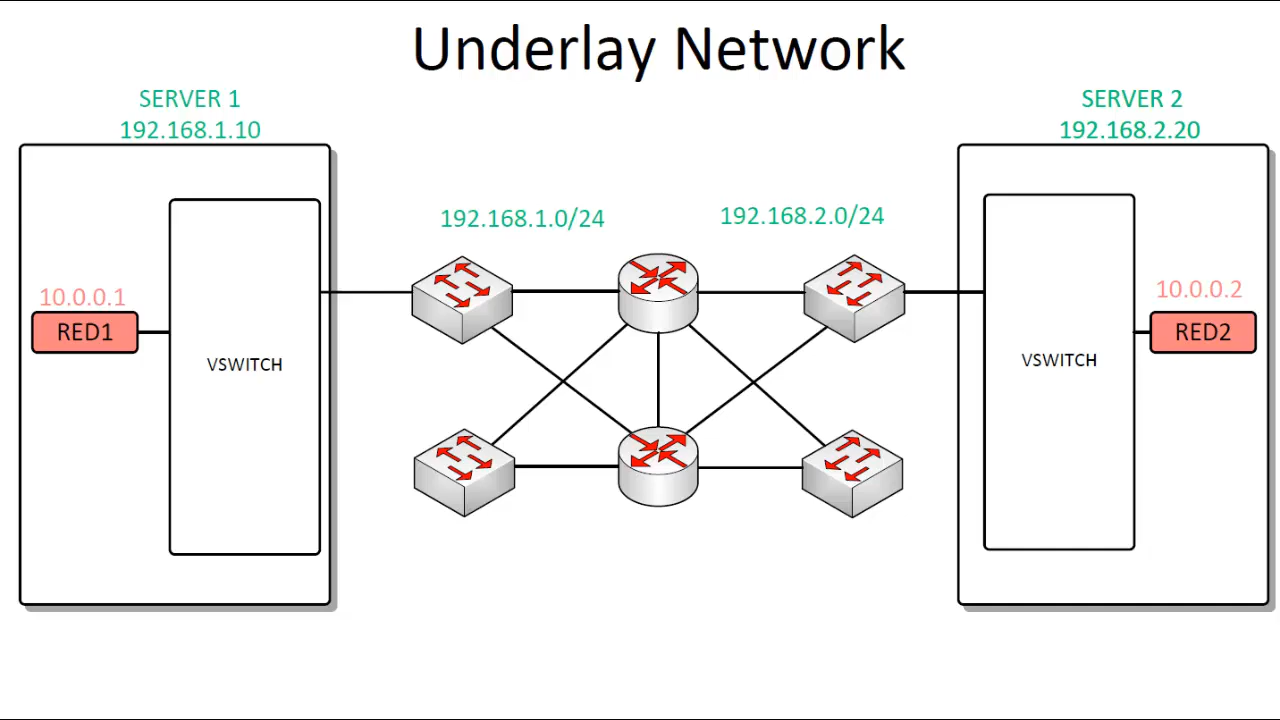 Underlay Network
SERVER 1
192.168.1.10
SERVER 2
192.168.2.20
192.168.1.0/24
192.168.2.0/24
10.0.0.1
RED1
VSWITCH
VSWITCH
10.0.0.2
RED2